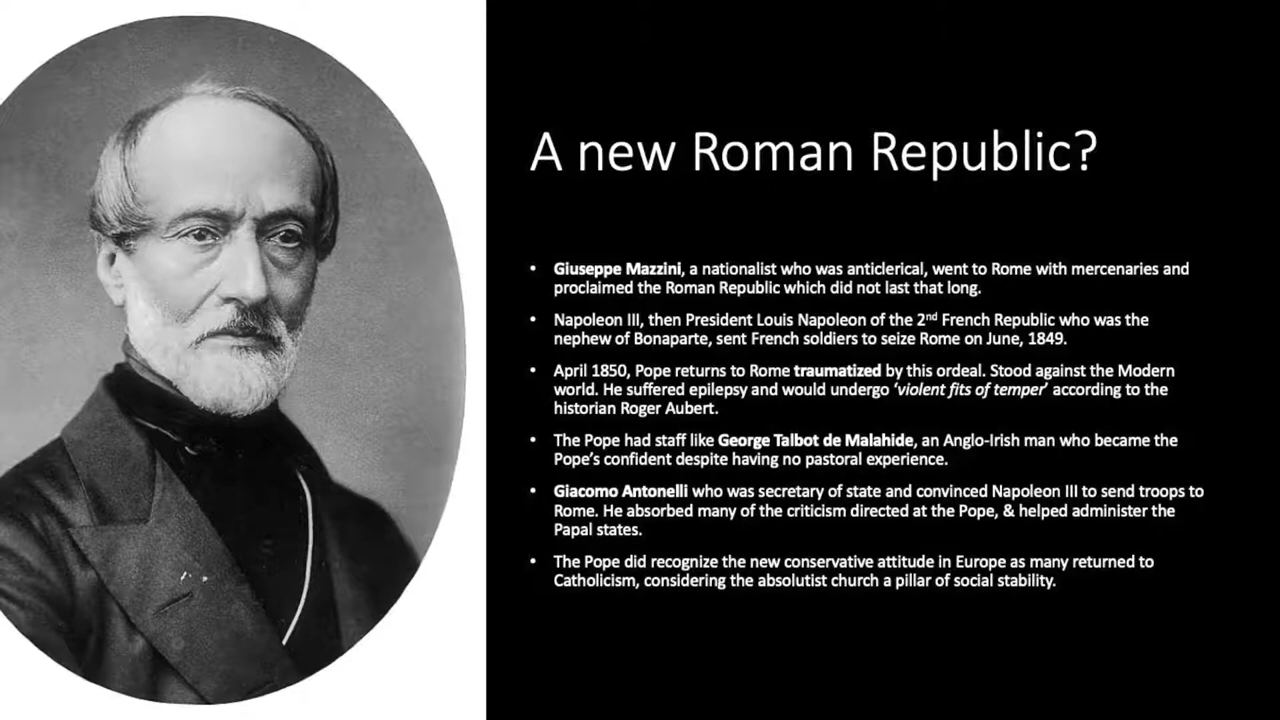 A new Roman Republic?
• Giuseppe Mazzini, a nationalist who was anticlerical, went to Rome with mercenaries and
proclaimed the Roman Republic which did not last that long.
• Napoleon III, then President Louis Napoleon of the 2nd French Republic who was the
nephew of Bonaparte, sent French soldiers to seize Rome on June, 1849.
• April 1850, Pope returns to Rome traumatized by this ordeal. Stood against the Modern
world. He suffered epilepsy and would undergo ‘violent fits of temper’ according to the
historian Roger Aubert.
• The Pope had staff like George Talbot de Malahide, an Anglo-Irish man who became the
Pope’s confident despite having no pastoral experience.
• Giacomo Antonelli who was secretary of state and convinced Napoleon III to send troops to
Rome. He absorbed many of the criticism directed at the Pope, & helped administer the
Papal states.
• The Pope did recognize the new conservative attitude in Europe as many returned to
Catholicism, considering the absolutist church a pillar of social stability.